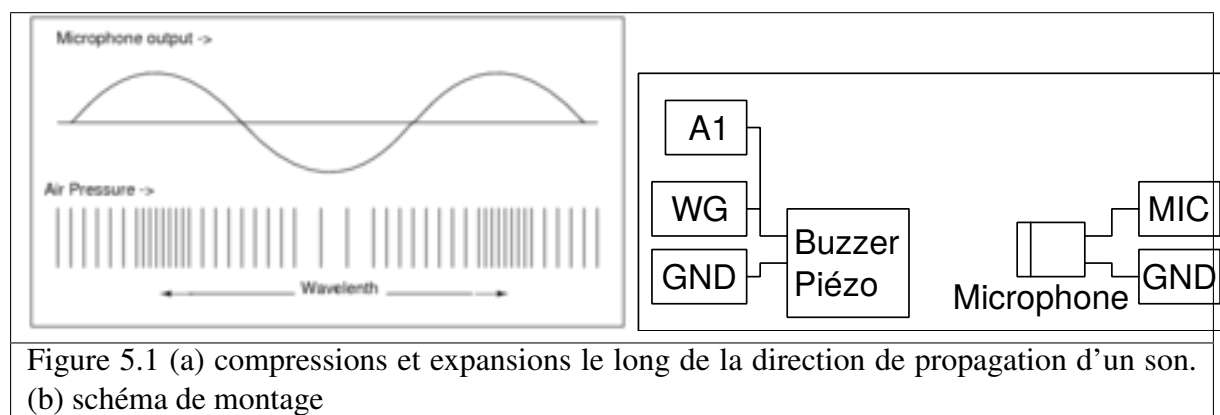 Microphone output ->
Air Pressure ->
Wavelenth
A1
WG
GND
Buzzer
Piézo
Microphone
MIC
GND
Figure 5.1 (a) compressions et expansions le long de la direction de propagation d'un son.
(b) schéma de montage